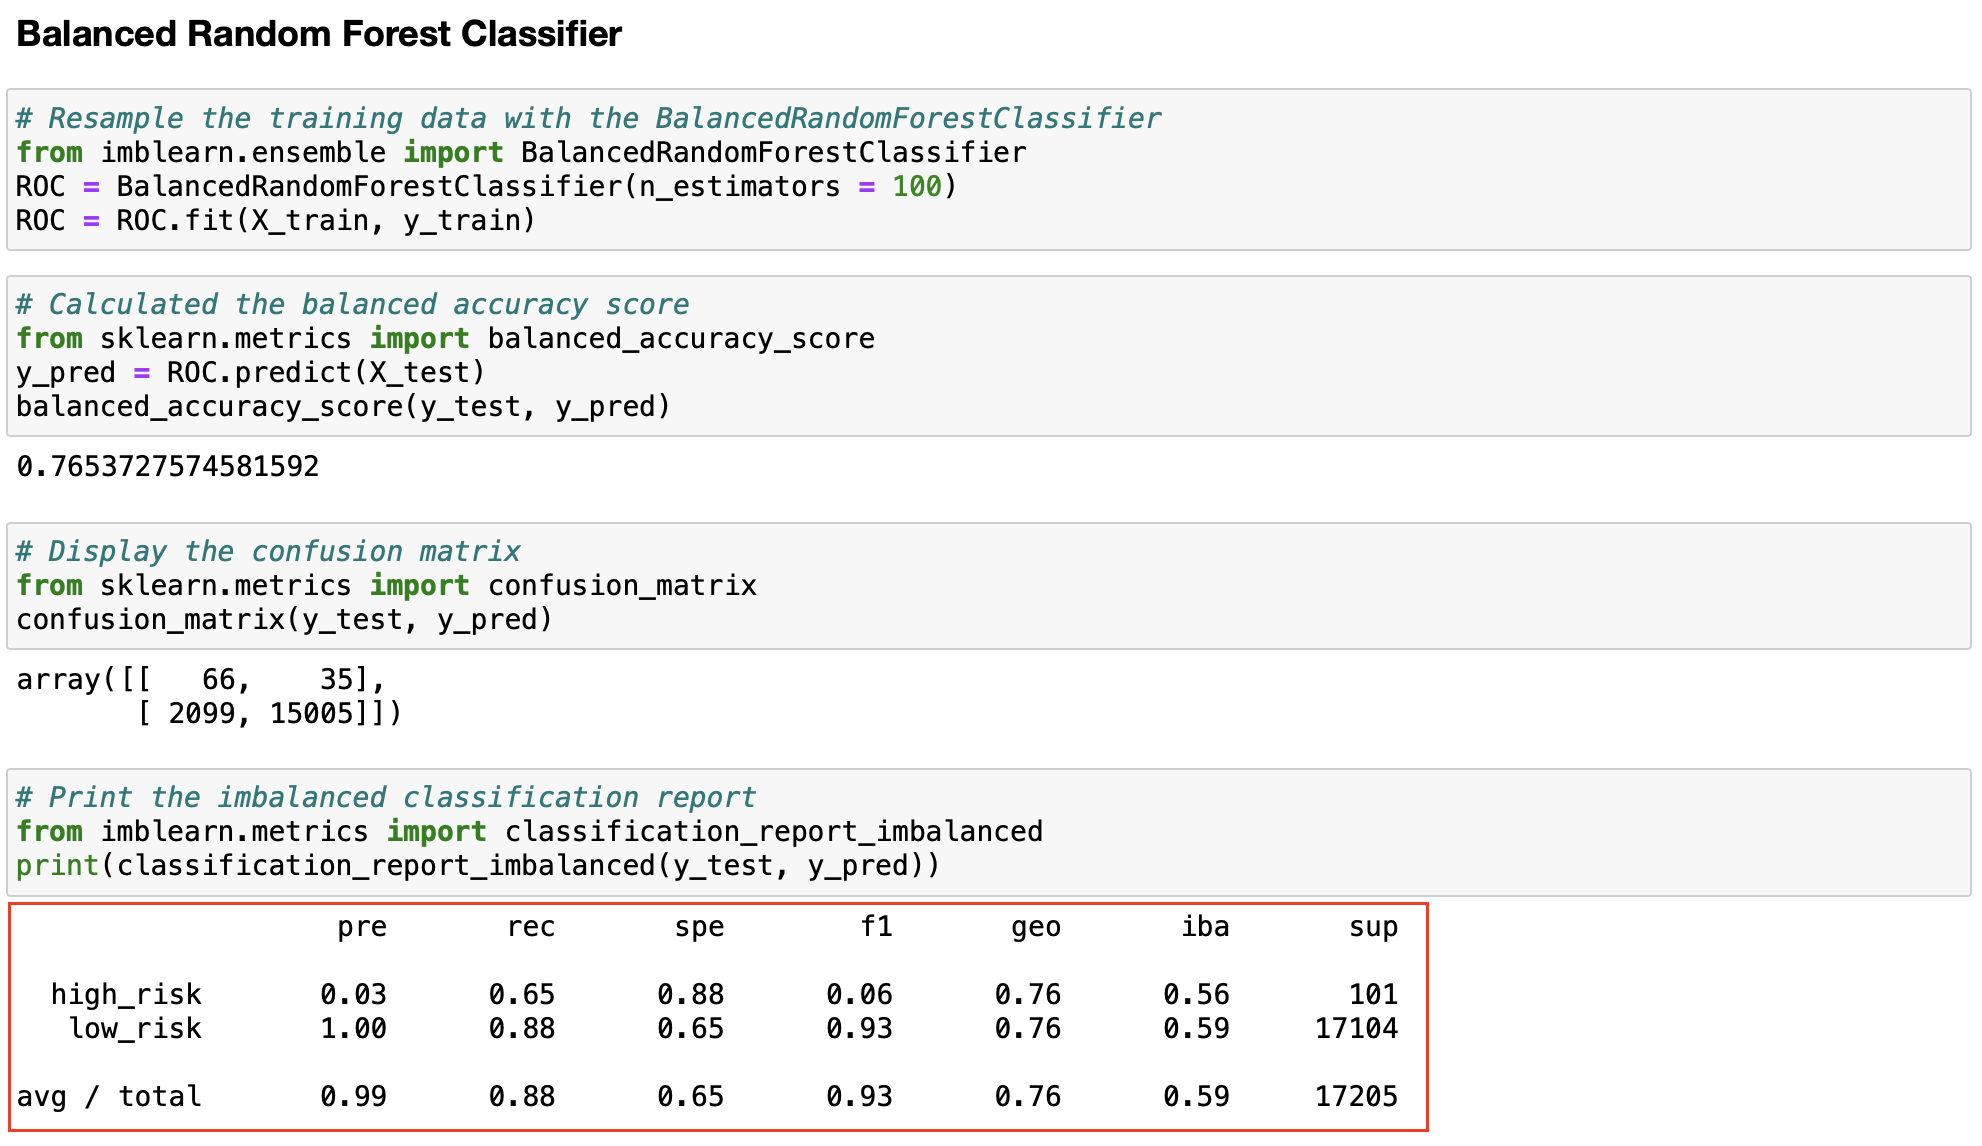 Balanced Random Forest Classifier
# Resample the training data with the BalancedRandomForestClassifier
from imblearn.ensemble import BalancedRandomForestClassifier
ROC = BalancedRandomForestClassifier(n_estimators = 100)
ROC = ROC.fit(X_train, y_train)
# Calculated the balanced accuracy score
from sklearn.metrics import balanced_accuracy_score
y_pred = ROC.predict(X_test)
balanced_accuracy_score(y_test, y_pred)
0.7653727574581592
# Display the confusion matrix
from sklearn.metrics import confusion_matrix
confusion_matrix(y_test, y_pred)
array([[   66,    35],
       [ 2099, 15005]])
# Print the imbalanced classification report
from imblearn.metrics import classification_report_imbalanced
print(classification_report_imbalanced(y_test, y_pred))
                   pre       rec       spe        f1       geo       iba       sup
  high_risk       0.03      0.65      0.88      0.06      0.76      0.56       101
   low_risk       1.00      0.88      0.65      0.93      0.76      0.59     17104
avg / total       0.99      0.88      0.65      0.93      0.76      0.59     17205